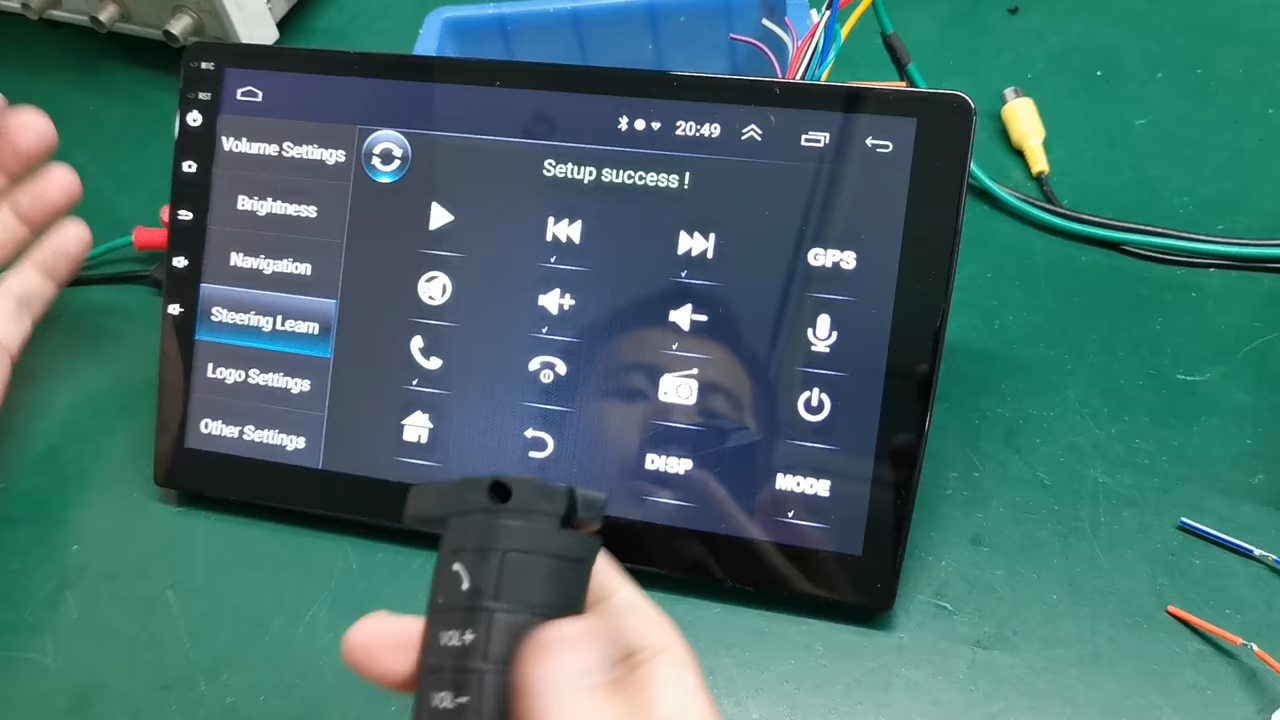 MIC
RST
20:49
Volume Settings
Brightness
Navigation
Steering Learn
Logo Settings
Other Settings
Setup success !
GPS
DISP
MODE
VOL+
VOL-